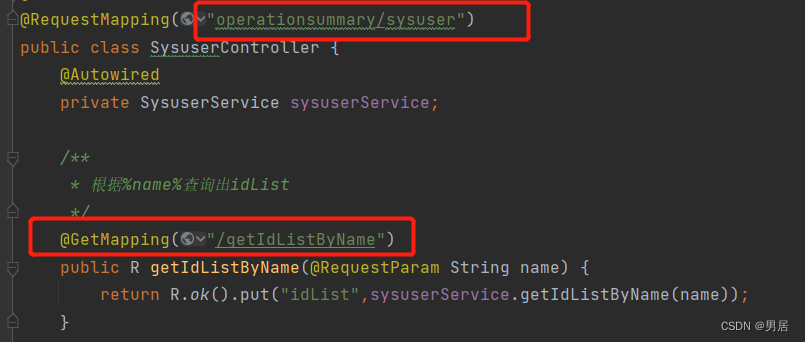 @RequestMapping("operationsummary/sysuser")
public class SysuserController {
@Autowired
private SysuserService sysuserService;
/**
* 根据%name%查询出idList
*/
@GetMapping("/getIdListByName")
public R getIdListByName(@RequestParam String name) {
return R.ok().put("idList",sysuserService.getIdListByName(name));
}
CSDN @男居